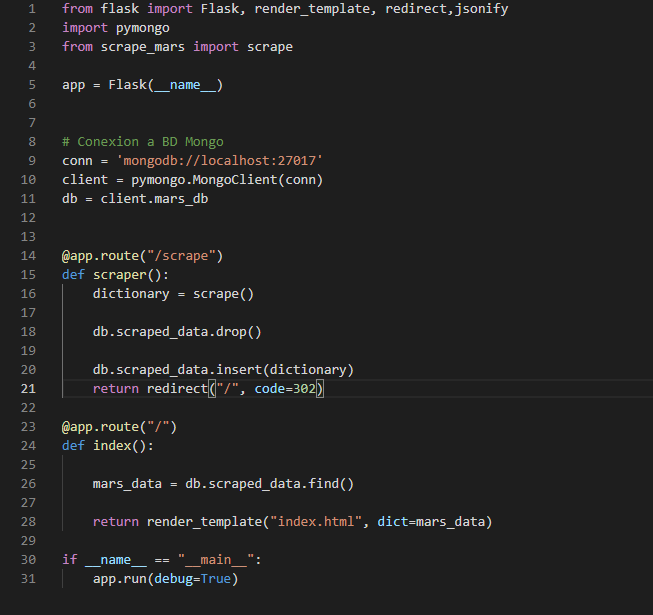 1 from flask import Flask, render_template, redirect,jsonify
2 import pymongo
3 from scrape_mars import scrape
4
5 app = Flask(__name__)
6
7
8 # Conexion a BD Mongo
9 conn = 'mongodb://localhost:27017'
10 client = pymongo.MongoClient(conn)
11 db = client.mars_db
12
13
14 @app.route("/scrape")
15 def scraper():
16     dictionary = scrape()
17
18     db.scraped_data.drop()
19
20     db.scraped_data.insert(dictionary)
21     return redirect("/", code=302)
22
23 @app.route("/")
24 def index():
25
26     mars_data = db.scraped_data.find()
27
28     return render_template("index.html", dict=mars_data)
29
30 if __name__ == "__main__":
31     app.run(debug=True)